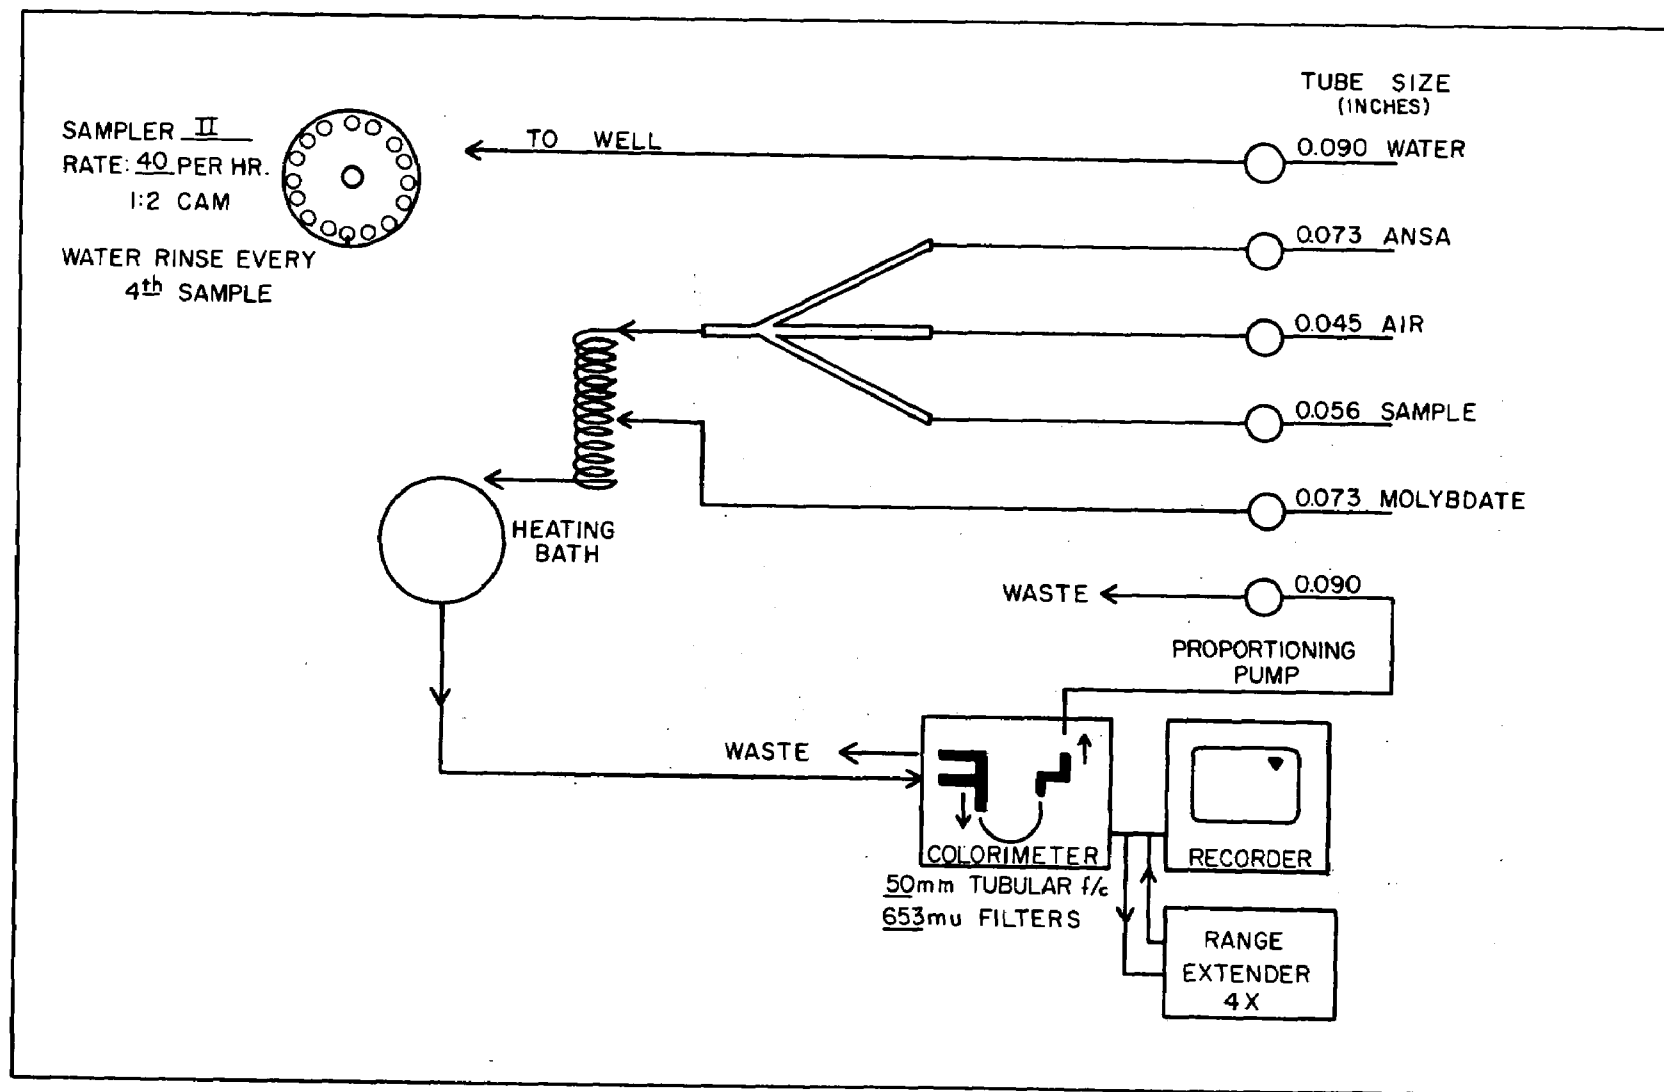 TUBE SIZE
(INCHES)
SAMPLER II
RATE: 40 PER HR.
1:2 CAM
WATER RINSE EVERY
4th SAMPLE
TO WELL
0.090 WATER
0.073 ANSA
0.045 AIR
0.056 SAMPLE
0.073 MOLYBDATE
HEATING
BATH
WASTE
0.090
PROPORTIONING
PUMP
WASTE
COLORIMETER
50mm TUBULAR f/c
653mu FILTERS
RECORDER
RANGE
EXTENDER
4X